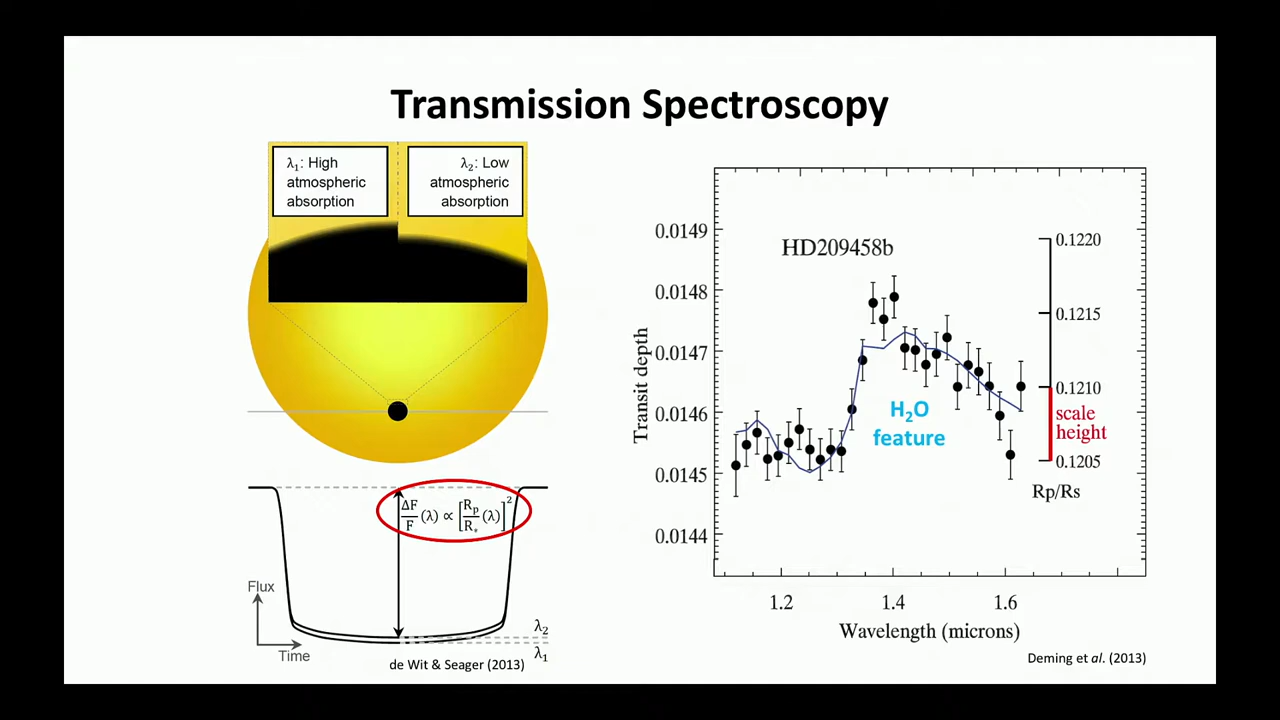 Transmission Spectroscopy
λ₁: High
atmospheric
absorption
λ₂: Low
atmospheric
absorption
ΔF/F (λ) ∝ [Rₚ/R⁎ (λ)]²
Flux
Time
λ₂
λ₁
de Wit & Seager (2013)
HD209458b
Transit depth
0.0149
0.0148
0.0147
0.0146
0.0145
0.0144
H₂O
feature
0.1220
0.1215
0.1210
scale
height
0.1205
Rp/Rs
1.2 1.4 1.6
Wavelength (microns)
Deming et al. (2013)